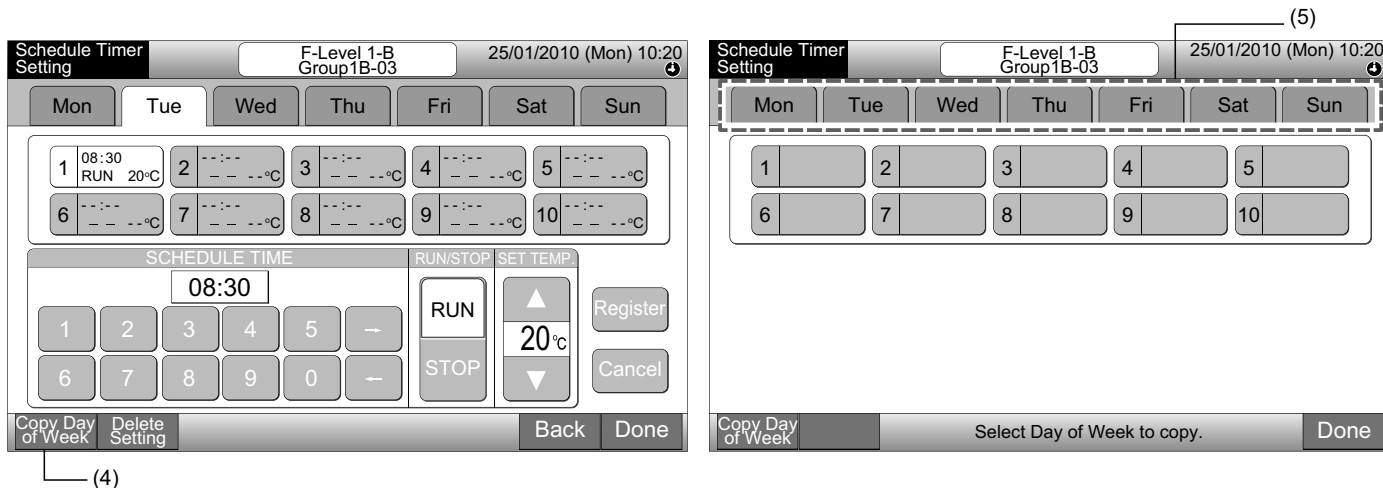 (5)
Schedule Timer
Setting
F-Level 1-B
Group1B-03
25/01/2010 (Mon) 10:20
Mon Tue Wed Thu Fri Sat Sun
1 08:30
RUN 20°C
2 --:--
– – --°C
3 --:--
– – --°C
4 --:--
– – --°C
5 --:--
– – --°C
6 --:--
– – --°C
7 --:--
– – --°C
8 --:--
– – --°C
9 --:--
– – --°C
10 --:--
– – --°C
SCHEDULE TIME RUN/STOP SET TEMP.
08:30
1 2 3 4 5 →
6 7 8 9 0 ←
RUN
STOP
▲
20°C
▼
Register
Cancel
Copy Day
of Week
Delete
Setting
Back Done
(4)
Schedule Timer
Setting
F-Level 1-B
Group1B-03
25/01/2010 (Mon) 10:20
Mon Tue Wed Thu Fri Sat Sun
1 2 3 4 5
6 7 8 9 10
Copy Day
of Week
Select Day of Week to copy.
Done